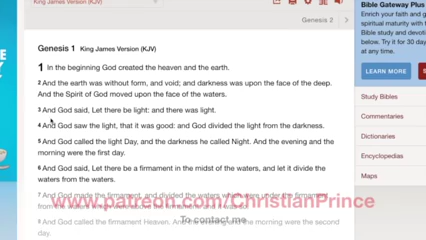 King James Version (KJV)
Genesis 2
Genesis 1 King James Version (KJV)
1 In the beginning God created the heaven and the earth.
2 And the earth was without form, and void; and darkness was upon the face of the deep.
And the Spirit of God moved upon the face of the waters.
3 And God said, Let there be light: and there was light.
4 And God saw the light, that it was good: and God divided the light from the darkness.
5 And God called the light Day, and the darkness he called Night. And the evening and the
morning were the first day.
6 And God said, Let there be a firmament in the midst of the waters, and let it divide the
waters from the waters.
7 And God made the firmament, and divided the waters which were under the firmament
www.patreon.com/ChristianPrince
To contact me
8 And God called the firmament Heaven. And the evening and the morning were the second
day.
Bible Gateway Plus
Enrich your faith and g
spiritual maturity with t
Bible study and devoti
below. Try it for 30 day
at any time.
LEARN MORE
Study Bibles
Commentaries
Dictionaries
Encyclopedias
Maps